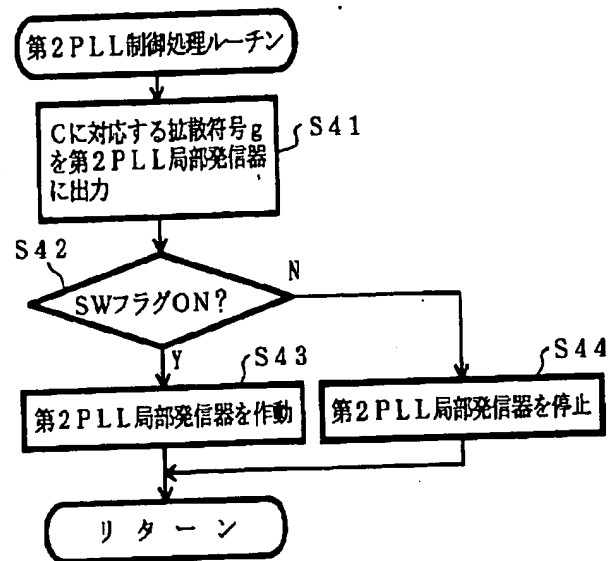 第2PLL制御処理ルーチン
Cに対応する拡散符号g
を第2PLL局部発信器
に出力
S41
S42
SWフラグON?
N
Y
S43
第2PLL局部発信器を作動
S44
第2PLL局部発信器を停止
リターン